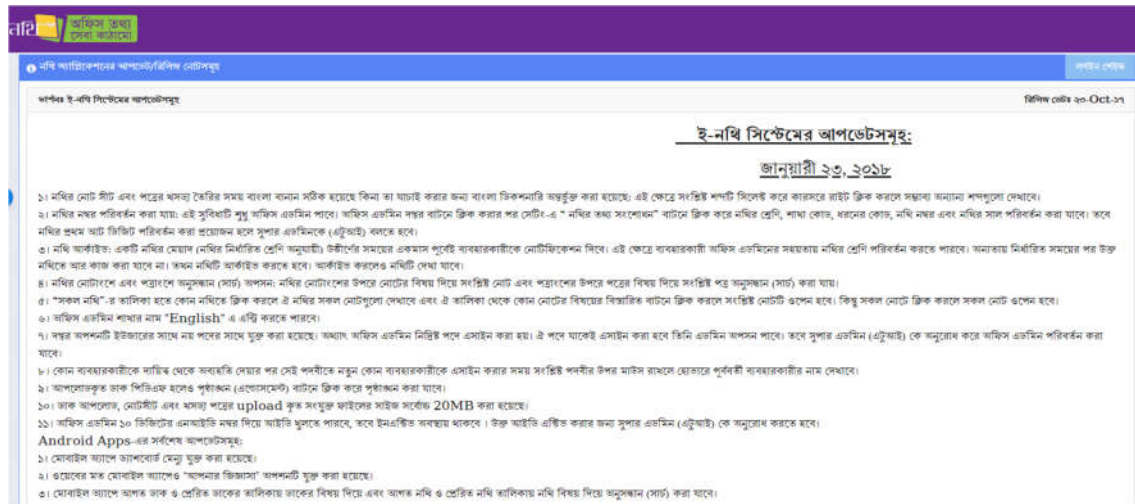 নথি অফিস তথ্য
সেবা কাঠামো
নথি অ্যাপ্লিকেশনের আপডেট/রিলিজ নোটসমূহ
লগইন পেইজ
ভার্সনঃ ই-নথি সিস্টেমের আপডেটসমূহ
রিলিজ ডেটঃ ২৩-Oct-১৭
ই-নথি সিস্টেমের আপডেটসমূহ:
জানুয়ারী ২৩, ২০১৮
১। নথির নোট সীট এবং পত্রের খসড়া তৈরির সময় বাংলা বানান সঠিক হয়েছে কিনা তা যাচাই করার জন্য বাংলা ডিকশনারি অন্তর্ভুক্ত করা হয়েছে; এই ক্ষেত্রে সংশ্লিষ্ট শব্দটি সিলেক্ট করে কারসরে রাইট ক্লিক করলে সম্ভাব্য অন্যান্য শব্দগুলো দেখাবে।
২। নথির নম্বর পরিবর্তন করা যায়: এই সুবিধাটি শুধু অফিস এডমিন পাবে। অফিস এডমিন দপ্তর বাটনে ক্লিক করার পর সেটিং-এ " নথির তথ্য সংশোধন" বাটনে ক্লিক করে নথির শ্রেণি, শাখা কোড, ধরনের কোড, নথি নম্বর এবং নথির সাল পরিবর্তন করা যাবে। তবে
নথির প্রথম আট ডিজিট পরিবর্তন করা প্রয়োজন হলে সুপার এডমিনকে (এটুআই) বলতে হবে।
৩। নথি আর্কাইভ: একটি নথির মেয়াদ (নথির নির্ধারিত শ্রেণি অনুযায়ী) উত্তীর্ণের সময়ের একমাস পূর্বেই ব্যবহারকারীকে নোটিফিকেশন দিবে। এই ক্ষেত্রে ব্যবহারকারী অফিস এডমিনের সহায়তায় নথির শ্রেণি পরিবর্তন করতে পারবে। অন্যথায় নির্ধারিত সময়ের পর উক্ত
নথিতে আর কাজ করা যাবে না। তখন নথিটি আর্কাইভ করতে হবে। আর্কাইভ করলেও নথিটি দেখা যাবে।
৪। নথির নোটাংশে এবং পত্রাংশে অনুসন্ধান (সার্চ) অপসন: নথির নোটাংশের উপরে নোটের বিষয় দিয়ে সংশ্লিষ্ট নোট এবং পত্রাংশের উপরে পত্রের বিষয় দিয়ে সংশ্লিষ্ট পত্র অনুসন্ধান (সার্চ) করা যায়।
৫। "সকল নথি"-র তালিকা হতে কোন নথিতে ক্লিক করলে ঐ নথির সকল নোটগুলো দেখাবে এবং ঐ তালিকা থেকে কোন নোটের বিষয়ের বিস্তারিত বাটনে ক্লিক করলে সংশ্লিষ্ট নোটটি ওপেন হবে। কিন্তু সকল নোটে ক্লিক করলে সকল নোট ওপেন হবে।
৬। অফিস এডমিন শাখার নাম "English" এ এন্ট্রি করতে পারবে।
৭। দপ্তর অপশনটি ইউজারের সাথে নয় পদের সাথে যুক্ত করা হয়েছে। অর্থাৎ অফিস এডমিন নির্দ্রিষ্ট পদে এসাইন করা হয়। ঐ পদে যাকেই এসাইন করা হবে তিনি এডমিন অপসন পাবে। তবে সুপার এডমিন (এটুআই) কে অনুরোধ করে অফিস এডমিন পরিবর্তন করা
যাবে।
৮। কোন ব্যবহারকারীকে দায়িত্ব থেকে অব্যহতি দেয়ার পর সেই পদবীতে নতুন কোন ব্যবহারকারীকে এসাইন করার সময় সংশ্লিষ্ট পদবীর উপর মাউস রাখলে হোভারে পূর্ববর্তী ব্যবহারকারীর নাম দেখাবে।
৯। আপলোডকৃত ডাক পিডিএফ হলেও পৃষ্ঠাঙ্কন (এন্ডোসমেন্ট) বাটনে ক্লিক করে পৃষ্ঠাঙ্কন করা যাবে।
১০। ডাক আপলোড, নোটসীট এবং খসড়া পত্রের upload কৃত সংযুক্ত ফাইলের সাইজ সর্বোচ্চ 20MB করা হয়েছে।
১১। অফিস এডমিন ১০ ডিজিটের এনআইডি নম্বর দিয়ে আইডি খুলতে পারবে, তবে ইনএক্টিভ অবস্থায় থাকবে । উক্ত আইডি এক্টিভ করার জন্য সুপার এডমিন (এটুআই) কে অনুরোধ করতে হবে।
Android Apps-এর সর্বশেষ আপডেটসমূহ:
১। মোবাইল অ্যাপে ড্যাশবোর্ড মেন্যু যুক্ত করা হয়েছে।
২। ওয়েবের মত মোবাইল অ্যাপেও "আপনার জিজ্ঞাসা" অপশনটি যুক্ত করা হয়েছে।
৩। মোবাইল অ্যাপে আগত ডাক ও প্রেরিত ডাকের তালিকায় ডাকের বিষয় দিয়ে এবং আগত নথি ও প্রেরিত নথি তালিকায় নথি বিষয় দিয়ে অনুসন্ধান (সার্চ) করা যাবে।